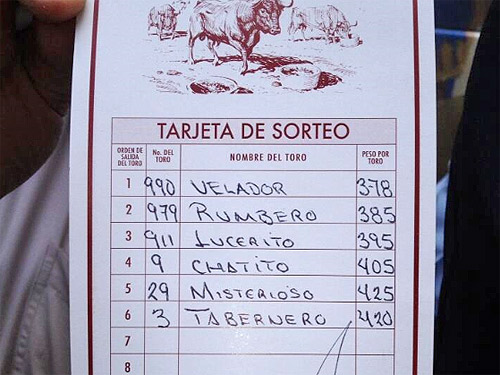 TARJETA DE SORTEO
ORDEN DE SALIDA DEL TORO No. DEL TORO NOMBRE DEL TORO PESO POR TORO
1 990 VELADOR 378
2 979 RUMBERO 385
3 911 LUCERITO 395
4 9 CHATITO 405
5 29 MISTERIOSO 425
6 3 TABERNERO 420
7
8